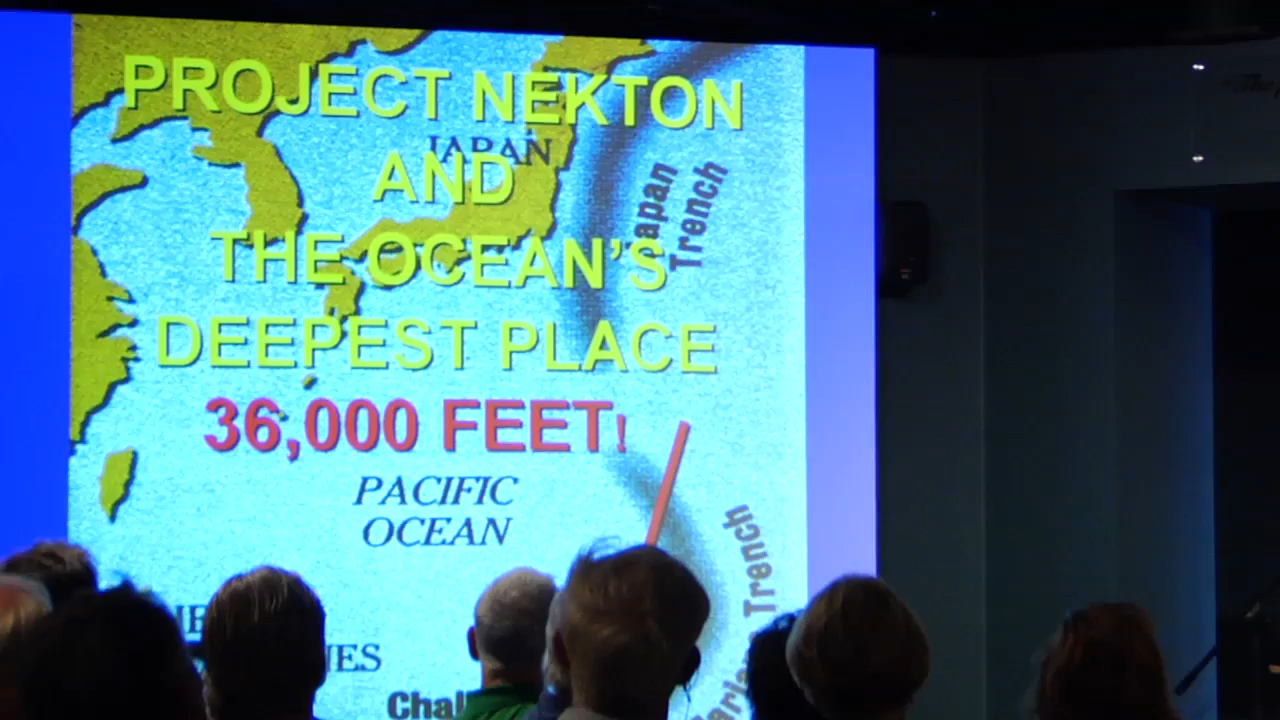 PROJECT NEKTON
JAPAN
AND
Japan
Trench
THE OCEAN'S
DEEPEST PLACE
36,000 FEET!
PACIFIC
OCEAN
Trench